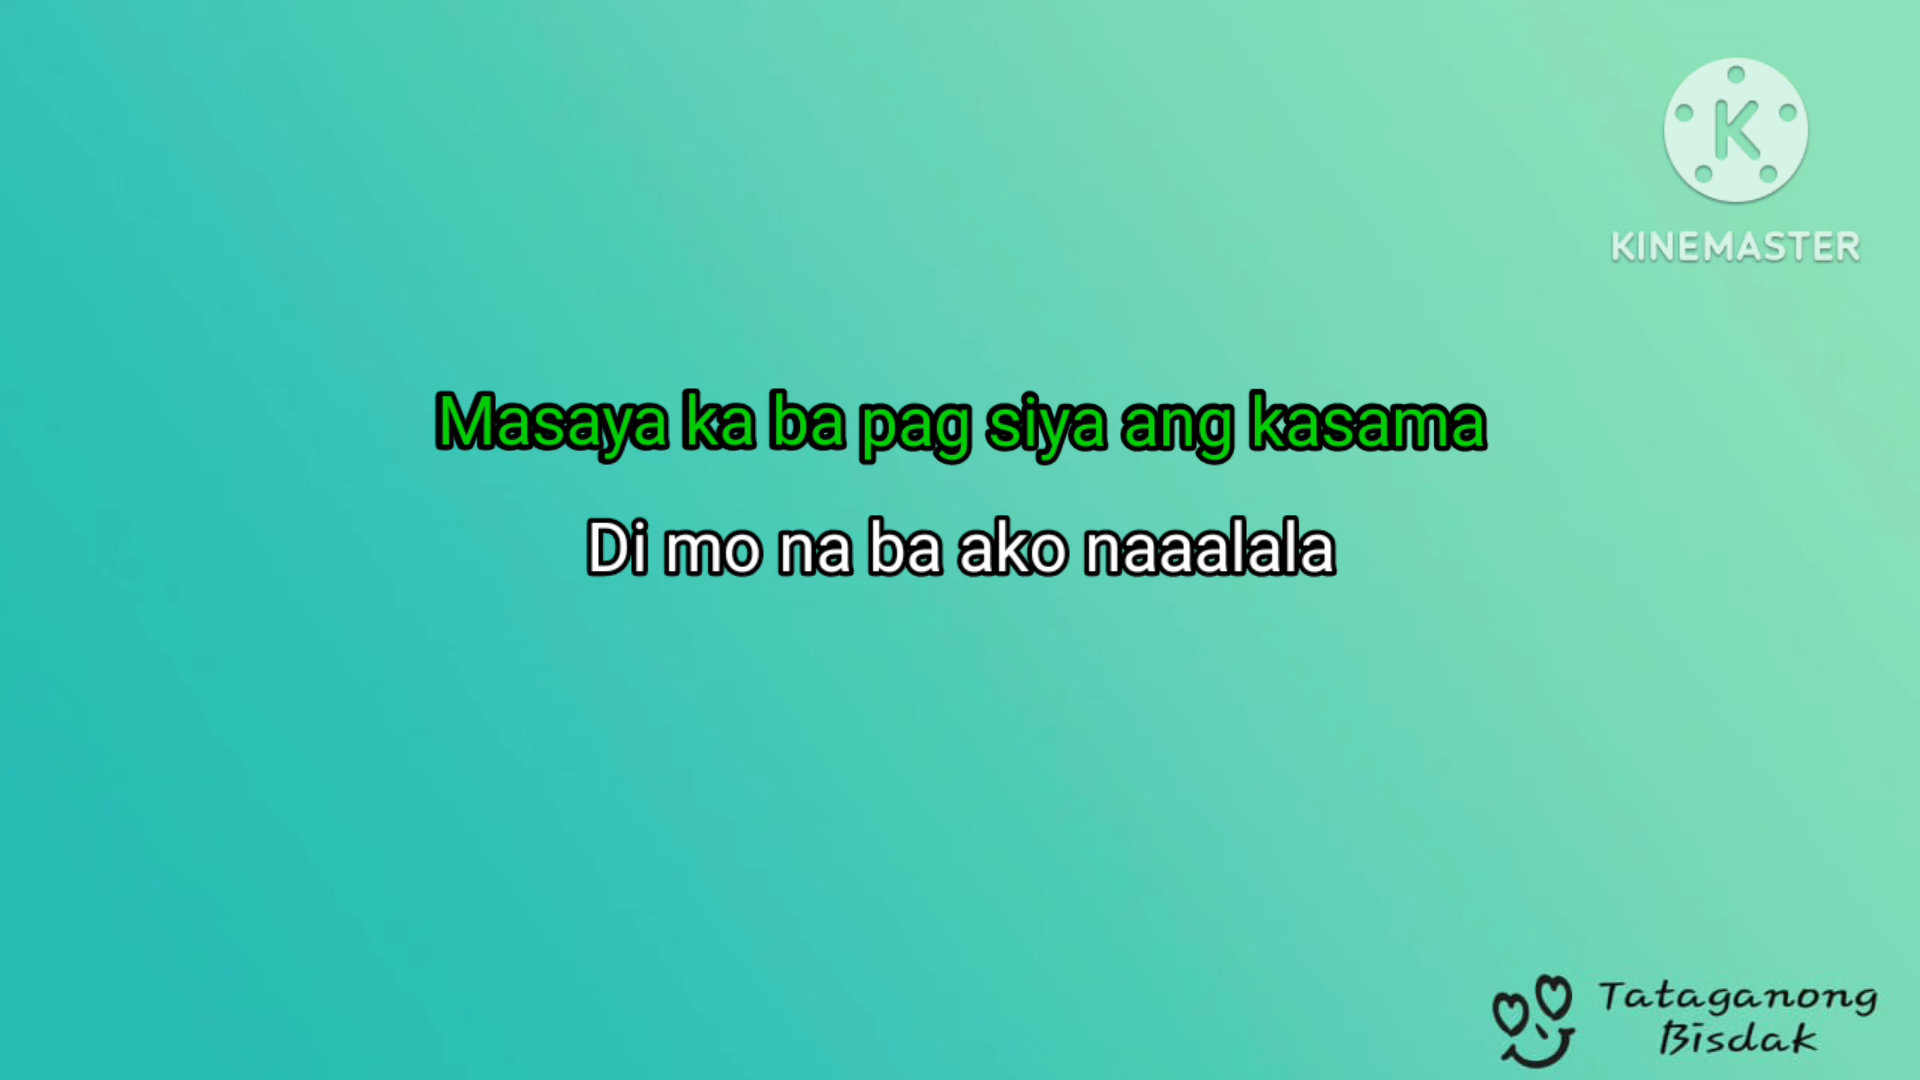 K
KINEMASTER
Masaya ka ba pag siya ang kasama
Di mo na ba ako naaalala
Tataganong
Bisdak